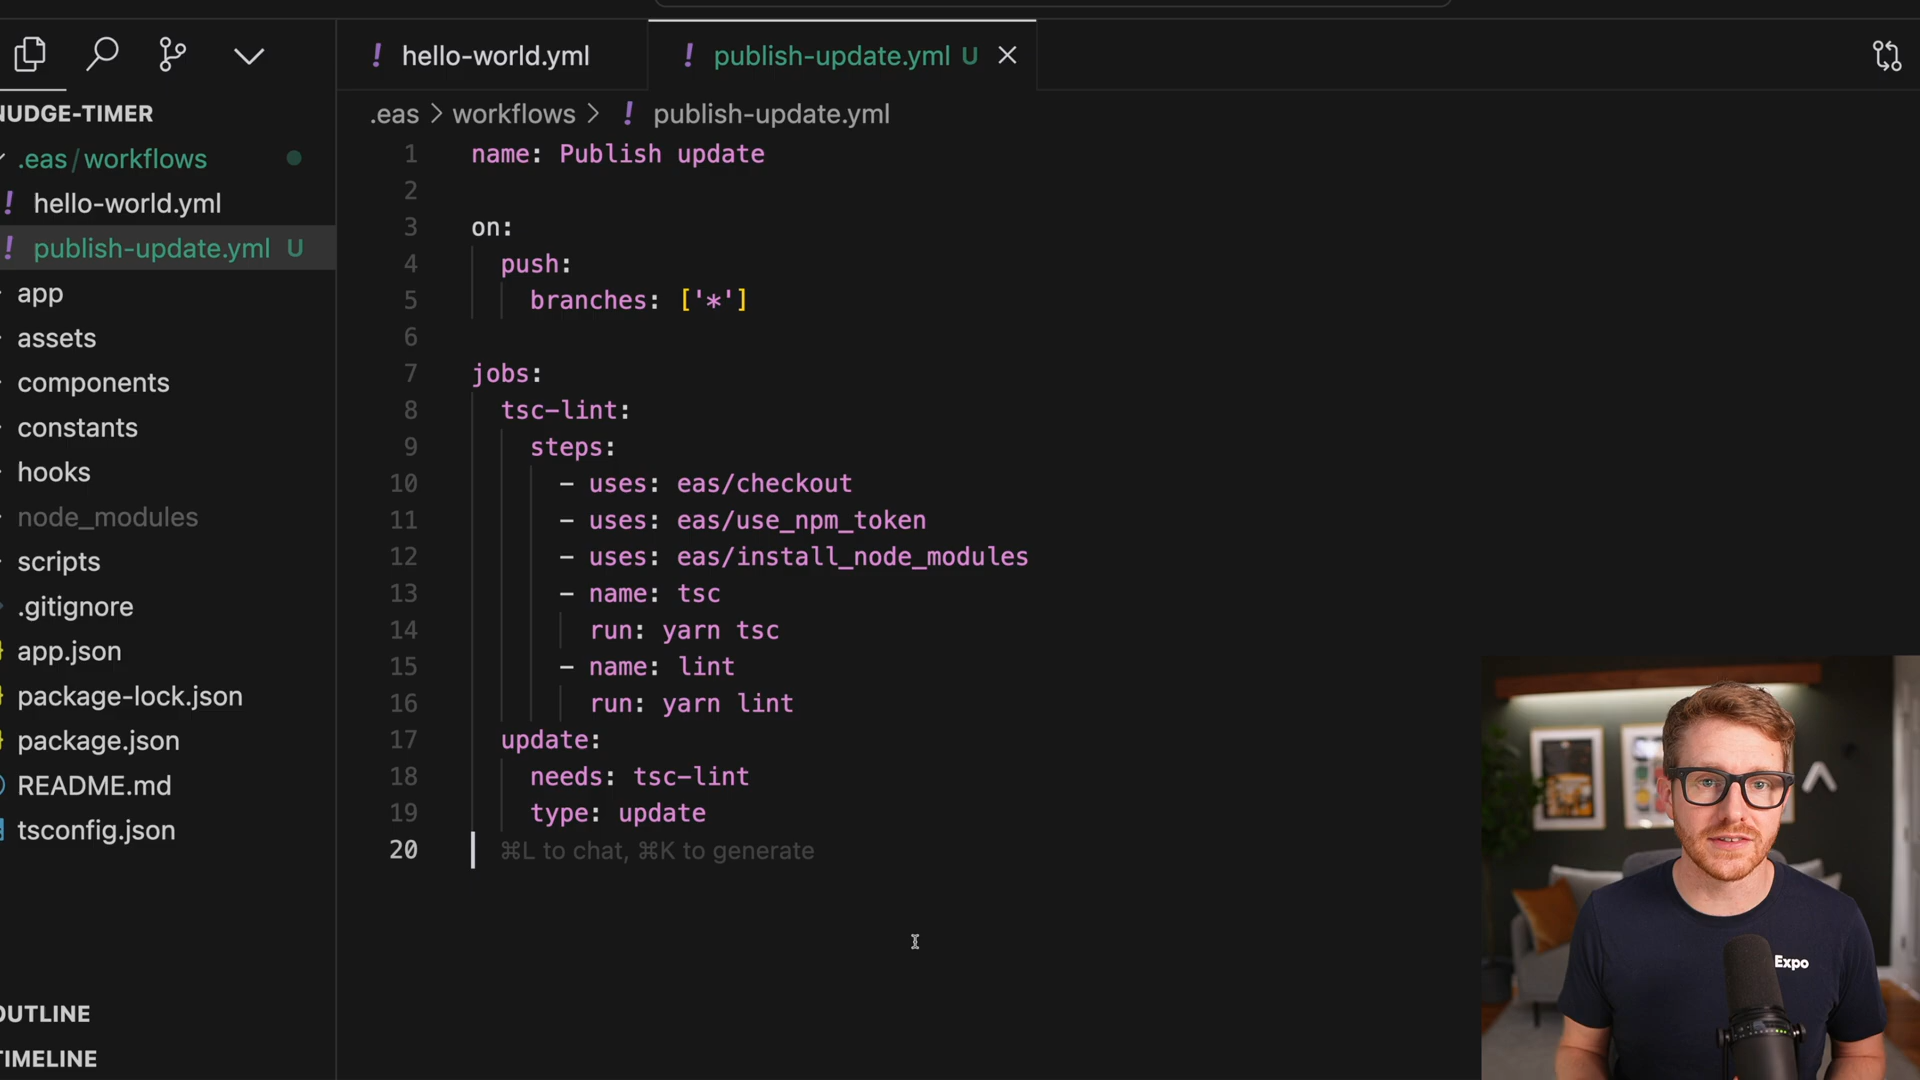 hello-world.yml
publish-update.yml U
NUDGE-TIMER
.eas/workflows
hello-world.yml
publish-update.yml U
app
assets
components
constants
hooks
node_modules
scripts
.gitignore
app.json
package-lock.json
package.json
README.md
tsconfig.json
OUTLINE
TIMELINE
.eas > workflows > ! publish-update.yml
1 name: Publish update
2
3 on:
4 push:
5 branches: ['*']
6
7 jobs:
8 tsc-lint:
9 steps:
10 - uses: eas/checkout
11 - uses: eas/use_npm_token
12 - uses: eas/install_node_modules
13 - name: tsc
14 run: yarn tsc
15 - name: lint
16 run: yarn lint
17 update:
18 needs: tsc-lint
19 type: update
20 ⌘L to chat, ⌘K to generate
Expo